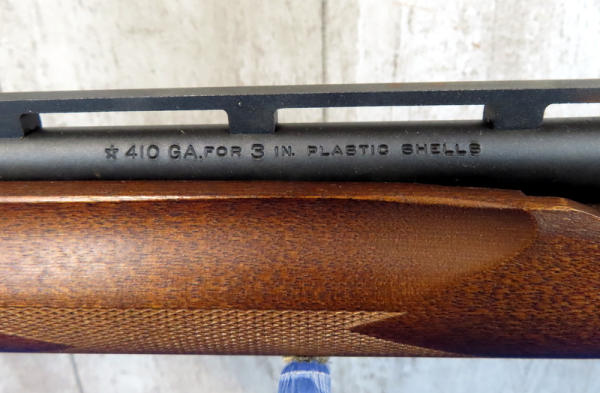 ☆ 410 GA. FOR 3 IN. PLASTIC SHELLS